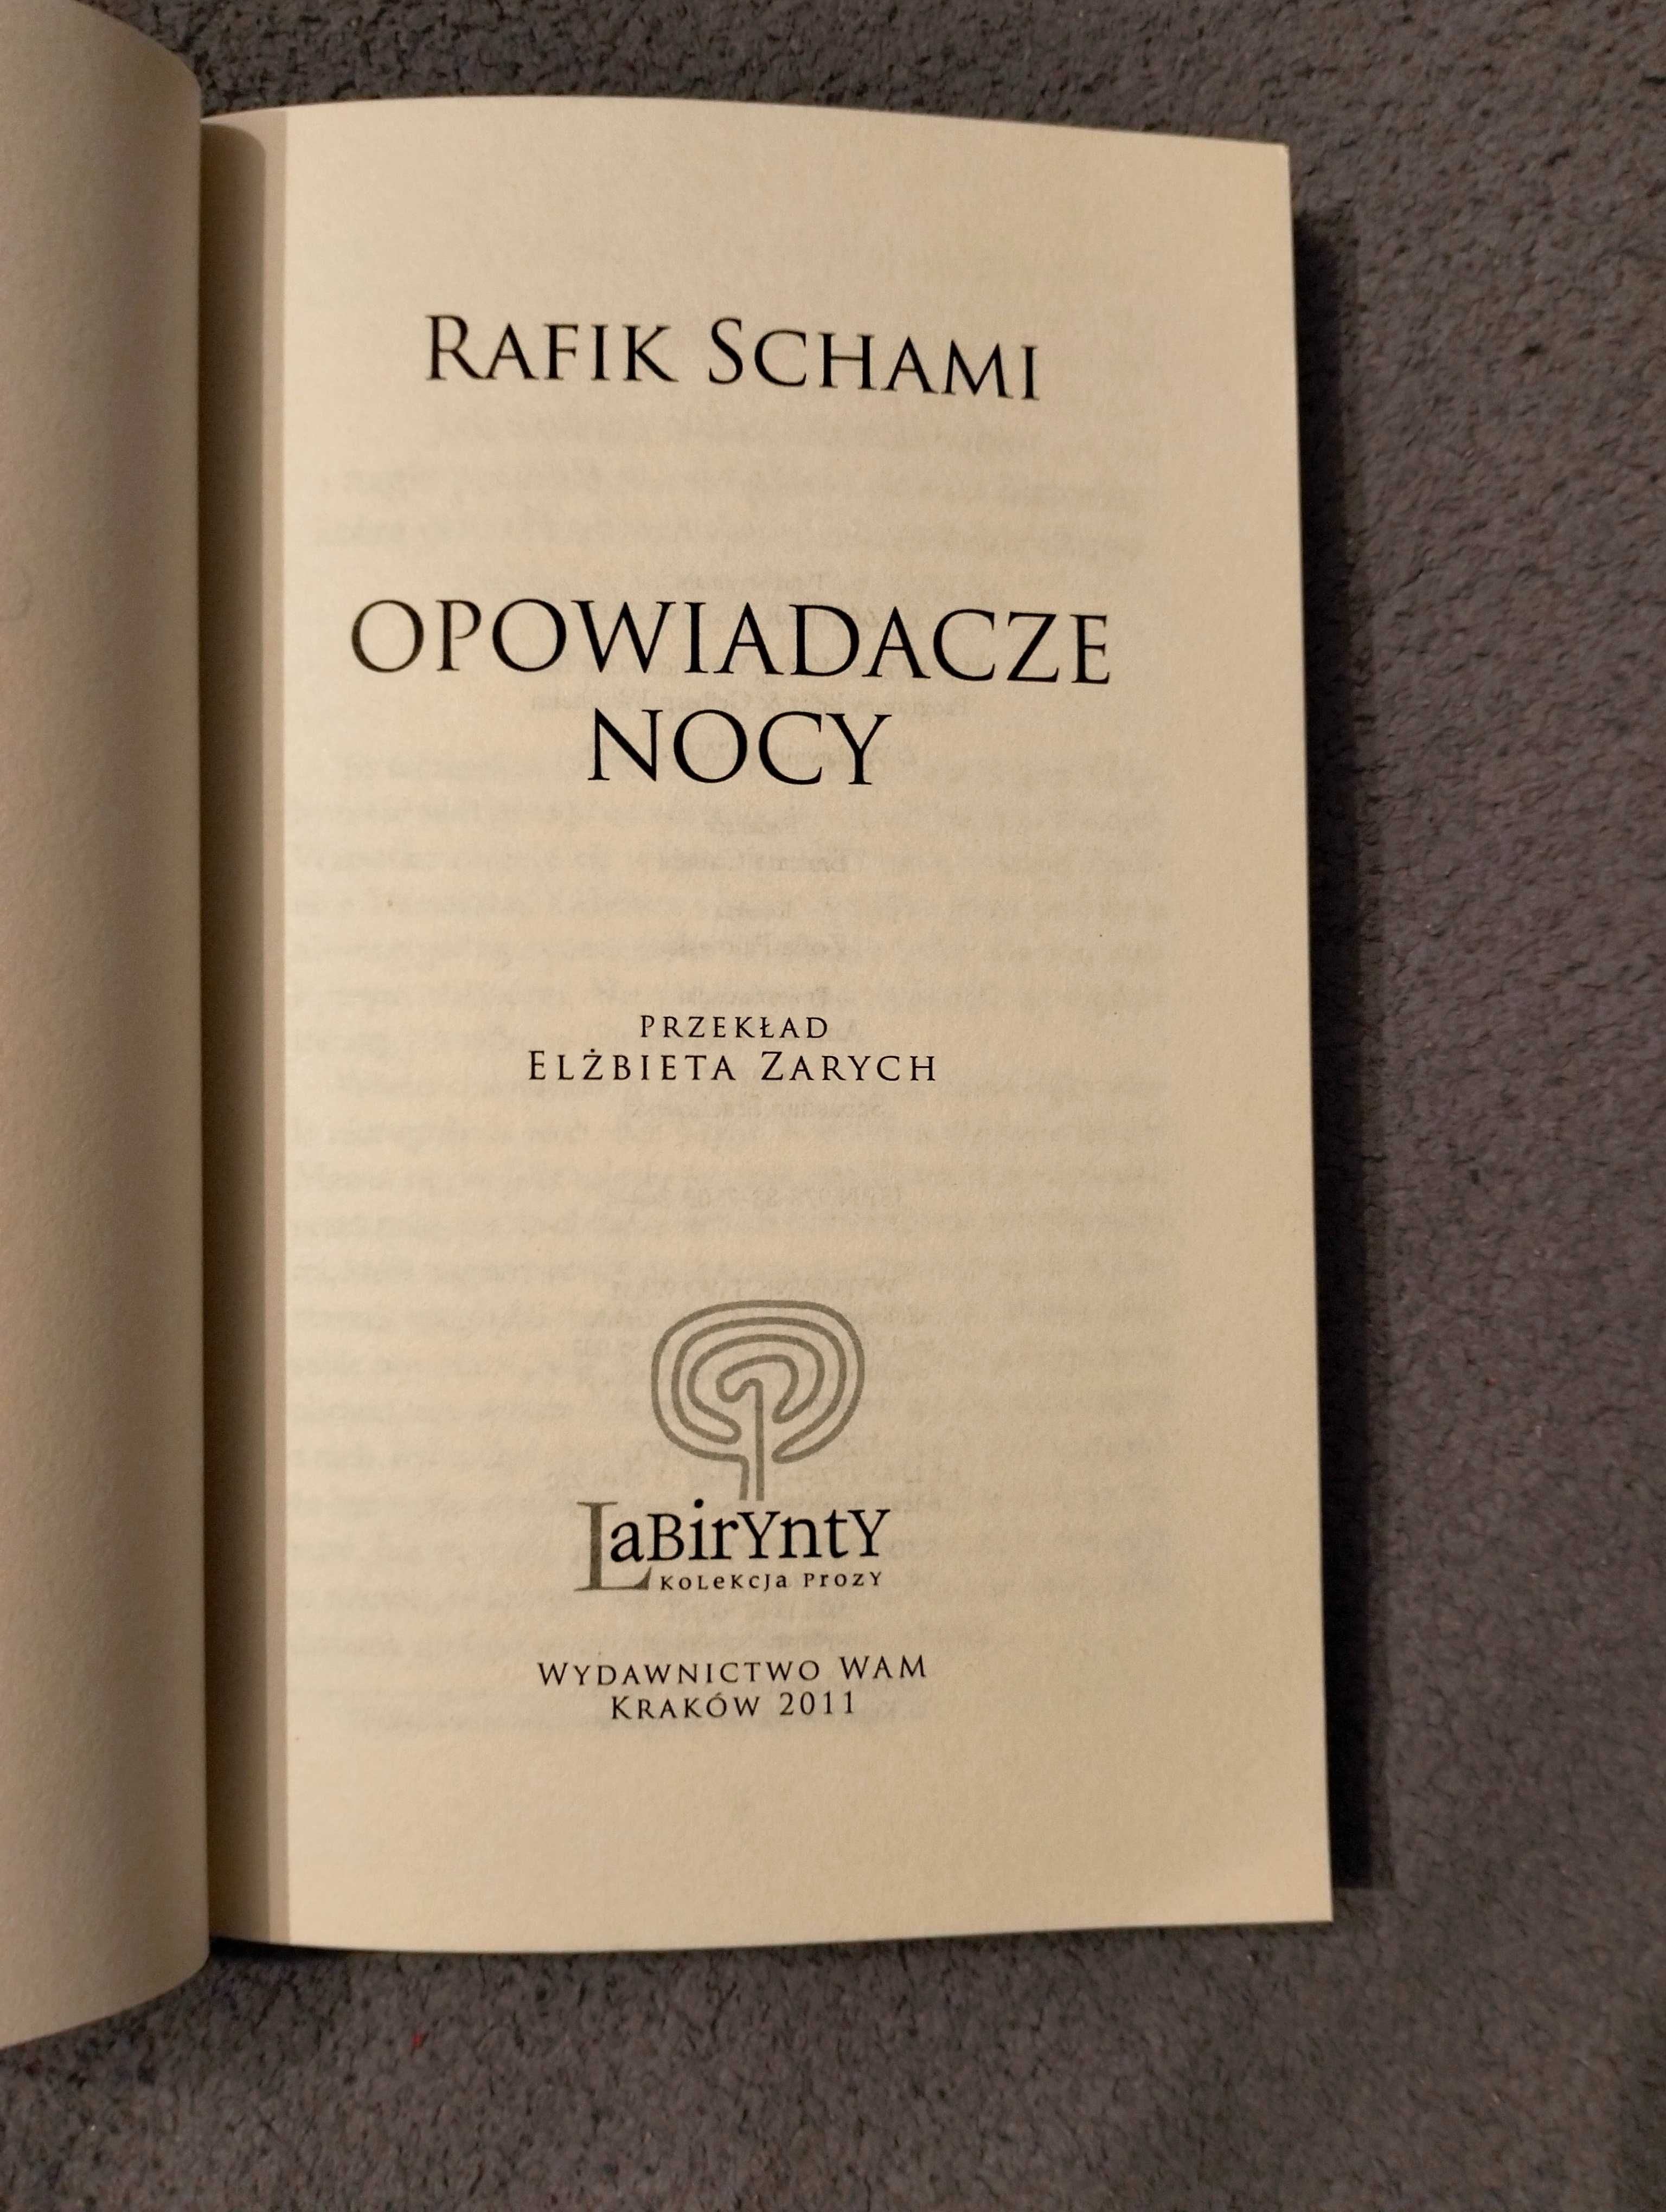 RAFIK SCHAMI
OPOWIADACZE
NOCY
PRZEKŁAD
ELŻBIETA ZARYCH
LaBirYntY
KoLeKcJa ProzY
WYDAWNICTWO WAM
KRAKÓW 2011